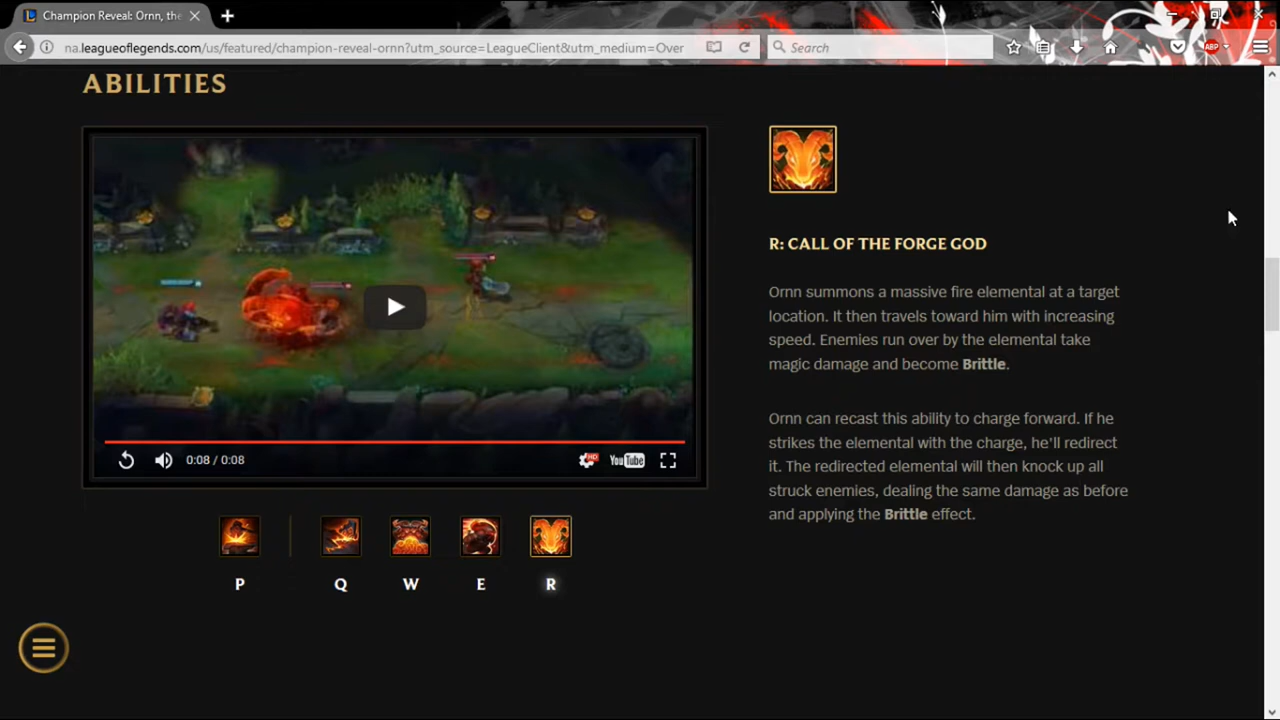 Champion Reveal: Ornn, the
na.leagueoflegends.com/us/featured/champion-reveal-ornn?utm_source=LeagueClient&utm_medium=Over
Search
ABP
ABILITIES
R: CALL OF THE FORGE GOD
Ornn summons a massive fire elemental at a target
location. It then travels toward him with increasing
speed. Enemies run over by the elemental take
magic damage and become Brittle.
Ornn can recast this ability to charge forward. If he
strikes the elemental with the charge, he'll redirect
it. The redirected elemental will then knock up all
struck enemies, dealing the same damage as before
and applying the Brittle effect.
0:08 / 0:08
HD
YouTube
P
Q
W
E
R